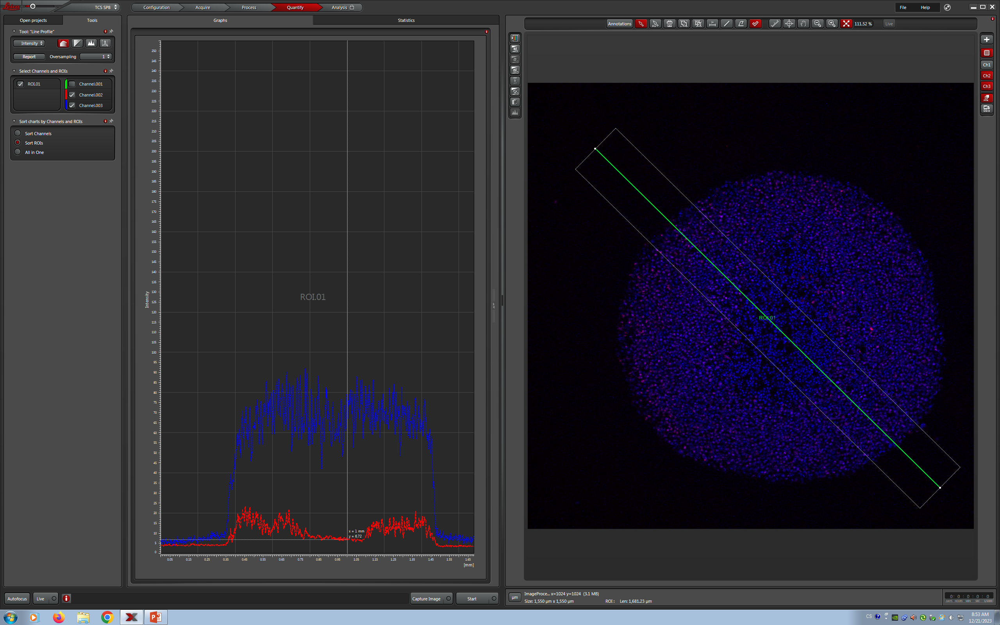 Leica
TCS SP8
Configuration
Acquire
Process
Quantify
Analysis
File
Help
Open projects
Tools
Graphs
Statistics
Annotations
111.52 %
Live
Tool: "Line Profile"
Intensity
Report
Oversampling
1
Select Channels and ROIs
ROI.01
Channel.001
Channel.002
Channel.003
Sort charts by Channels and ROIs
Sort Channels
Sort ROIs
All in One
Intensity
250
245
240
235
230
225
220
215
210
205
200
195
190
185
180
175
170
165
160
155
150
145
140
135
130
125
120
115
110
105
100
95
90
85
80
75
70
65
60
55
50
45
40
35
30
25
20
15
10
5
0
ROI.01
x = 1 mm
y = 6.72
0.05 0.15 0.25 0.35 0.45 0.55 0.65 0.75 0.85 0.95 1.05 1.15 1.25 1.35 1.45 1.55 1.65
[mm]
ROI.01
Ch1
Ch2
Ch3
MAX
Autofocus
Live
Capture Image
Start
µm
ImageProce... x=1024 y=1024 (3.1 MB)
Size: 1,550 µm x 1,550 µm
ROI: Len: 1,681.23 µm
0: 0: 0: 0: 0
DAYS HOURS MIN SEC 1/1000
CS
8:53 AM
12/21/2023